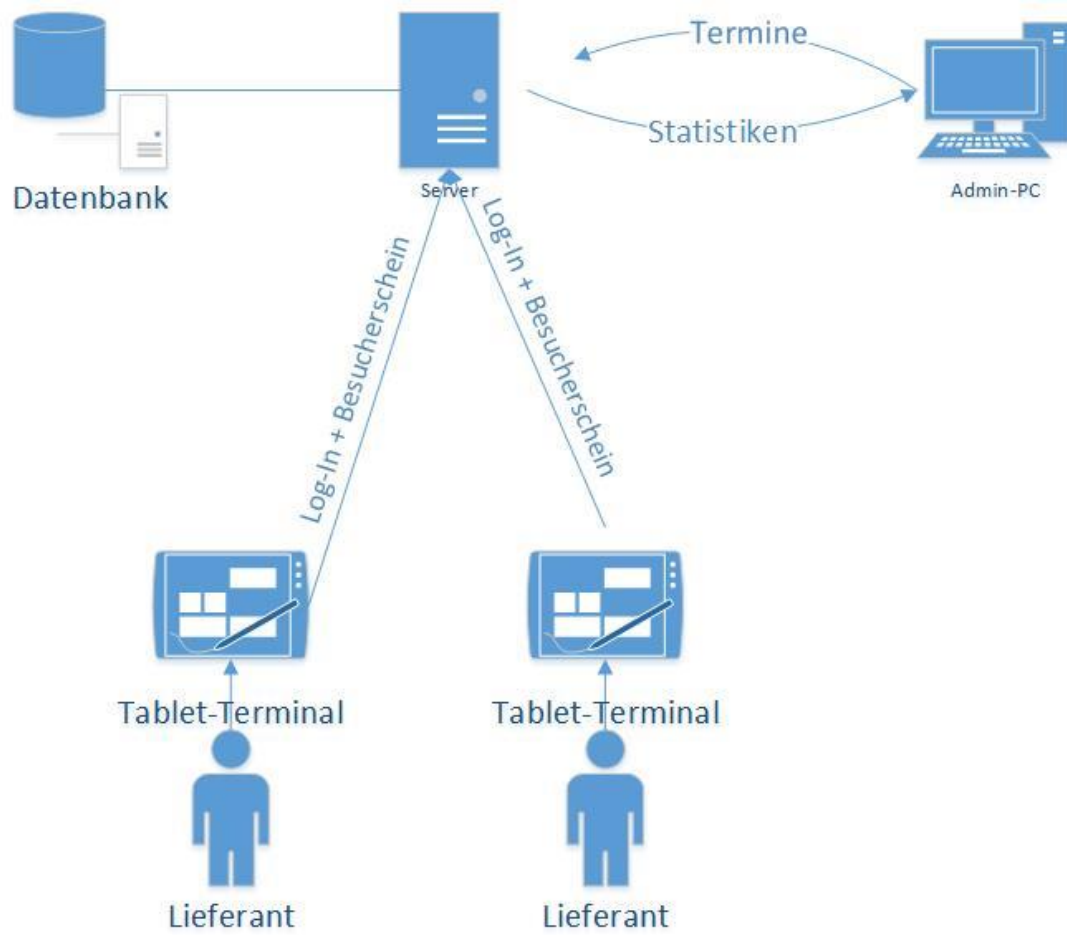 Termine
Statistiken
Datenbank
Server
Admin-PC
Log-In + Besucherschein
Log-In + Besucherschein
Tablet-Terminal
Tablet-Terminal
Lieferant
Lieferant